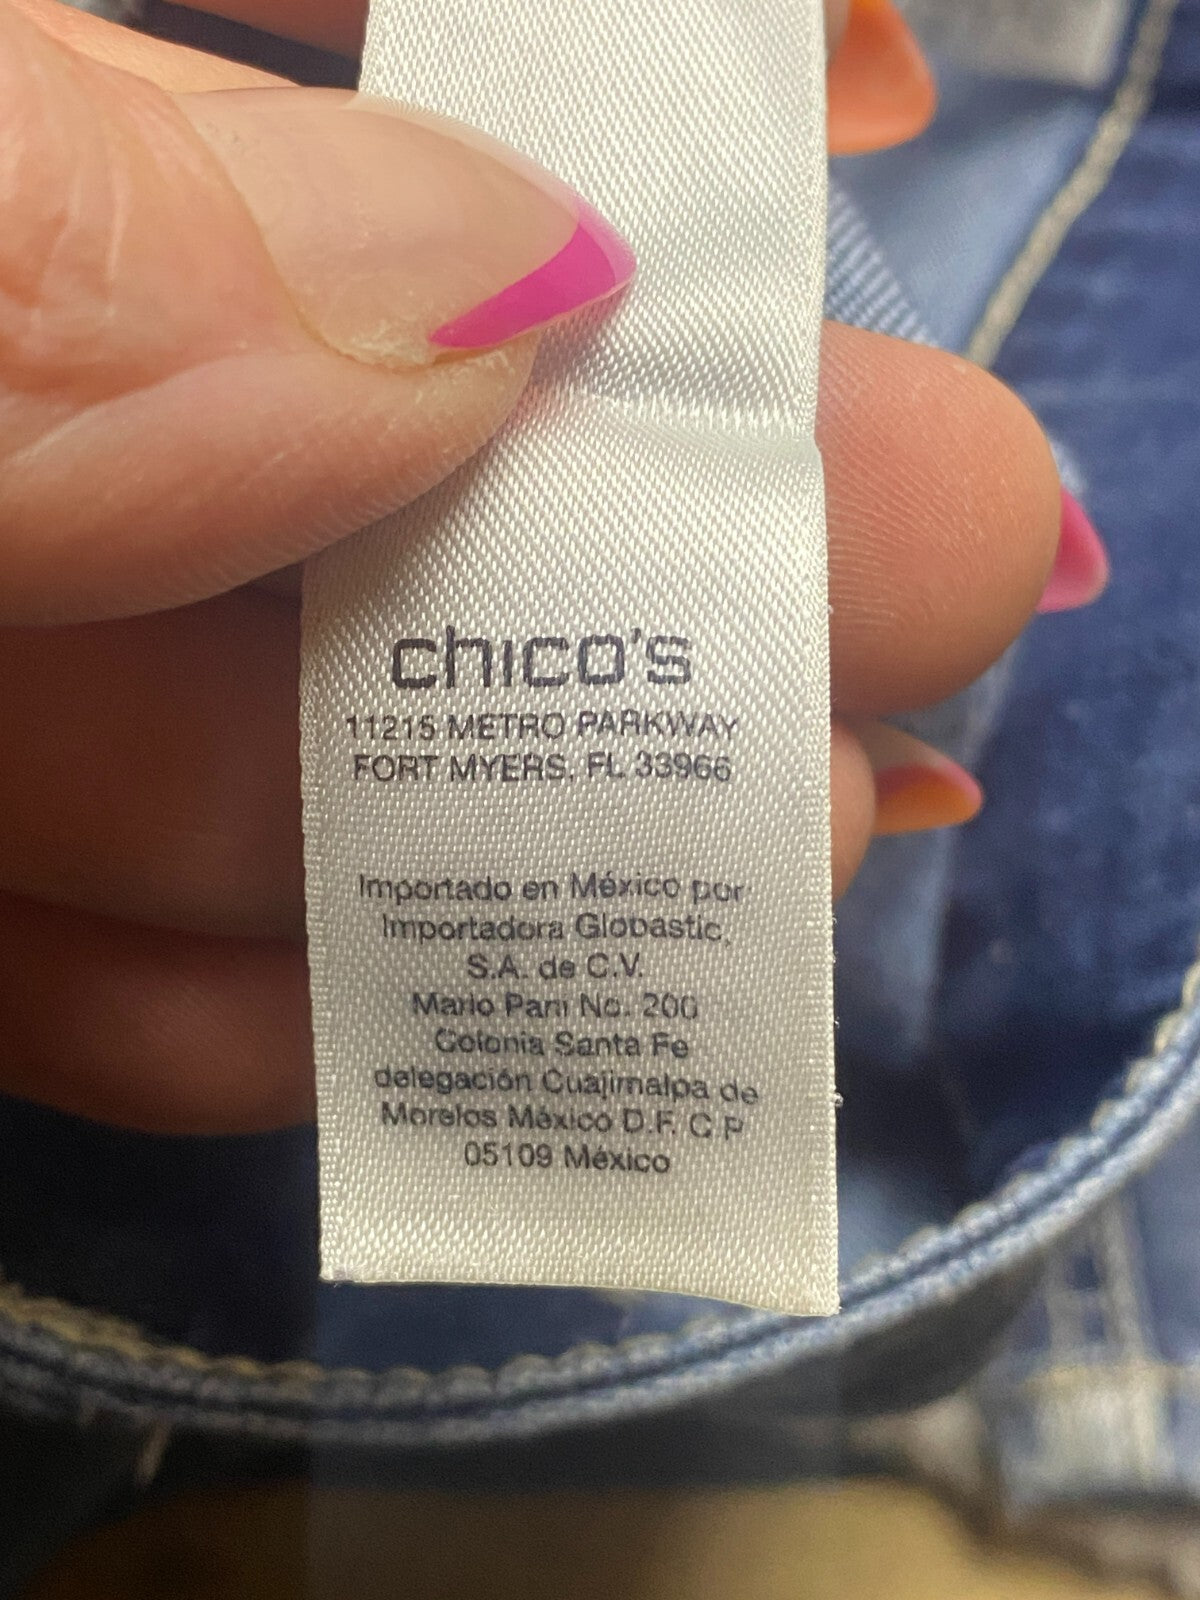 chico's
11215 METRO PARKWAY
FORT MYERS, FL 33966
Importado en México por
Importadora Globastic,
S.A. de C.V.
Mario Pani No. 200
Colonia Santa Fe
delegación Cuajimalpa de
Morelos México D.F. C.P
05109 México